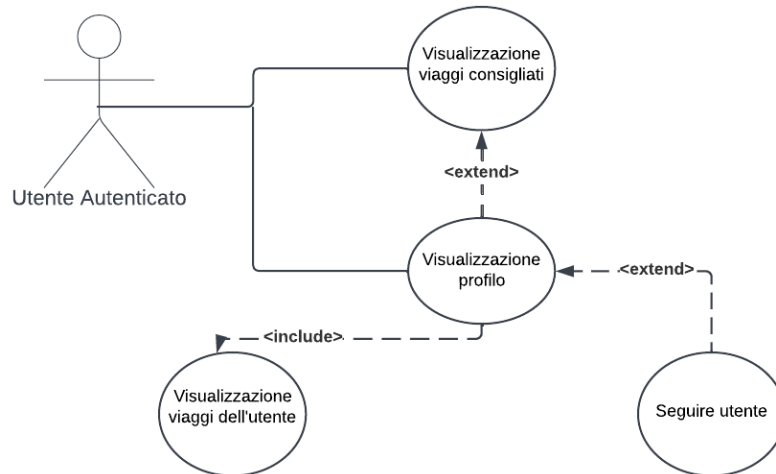 Visualizzazione
viaggi consigliati
<extend>
Utente Autenticato
Visualizzazione
profilo
<extend>
<include>
Visualizzazione
viaggi dell'utente
Seguire utente